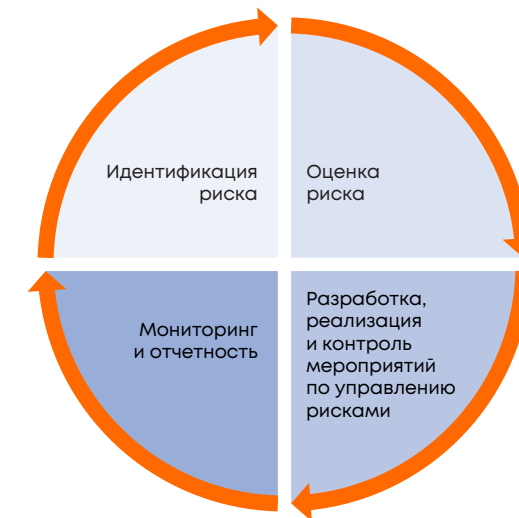 Идентификация
риска
Оценка
риска
Разработка,
реализация
и контроль
мероприятий
по управлению
рисками
Мониторинг
и отчетность